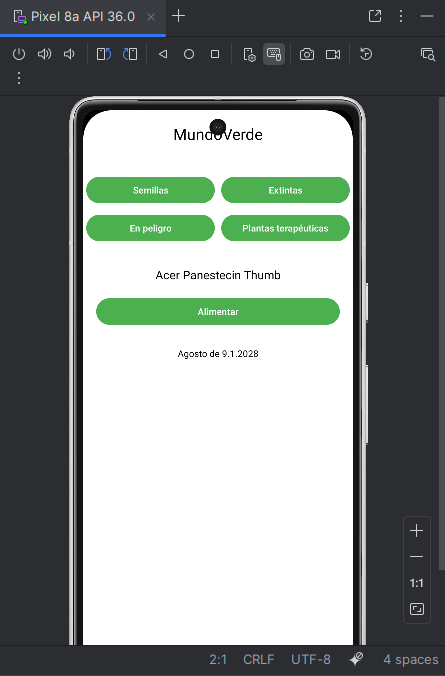 Pixel 8a API 36.0
MundoVerde
Semillas
Extintas
En peligro
Plantas terapéuticas
Acer Panestecin Thumb
Alimentar
Agosto de 9.1.2028
1:1
2:1 CRLF UTF-8 4 spaces